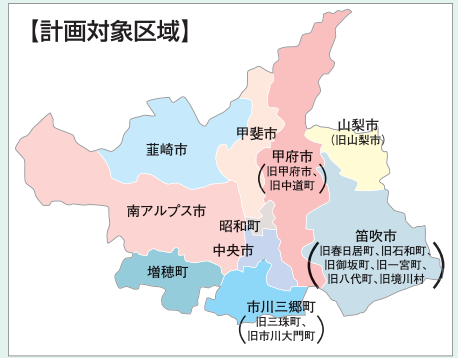 【計画対象区域】
山梨市
(旧山梨市)
甲斐市
韮崎市
甲府市
(旧甲府市、
旧中道町)
南アルプス市
昭和町
笛吹市
中央市
(旧春日居町、旧石和町、
旧御坂町、旧一宮町、
旧八代町、旧境川村)
増穂町
市川三郷町
(旧三珠町、
旧市川大門町)